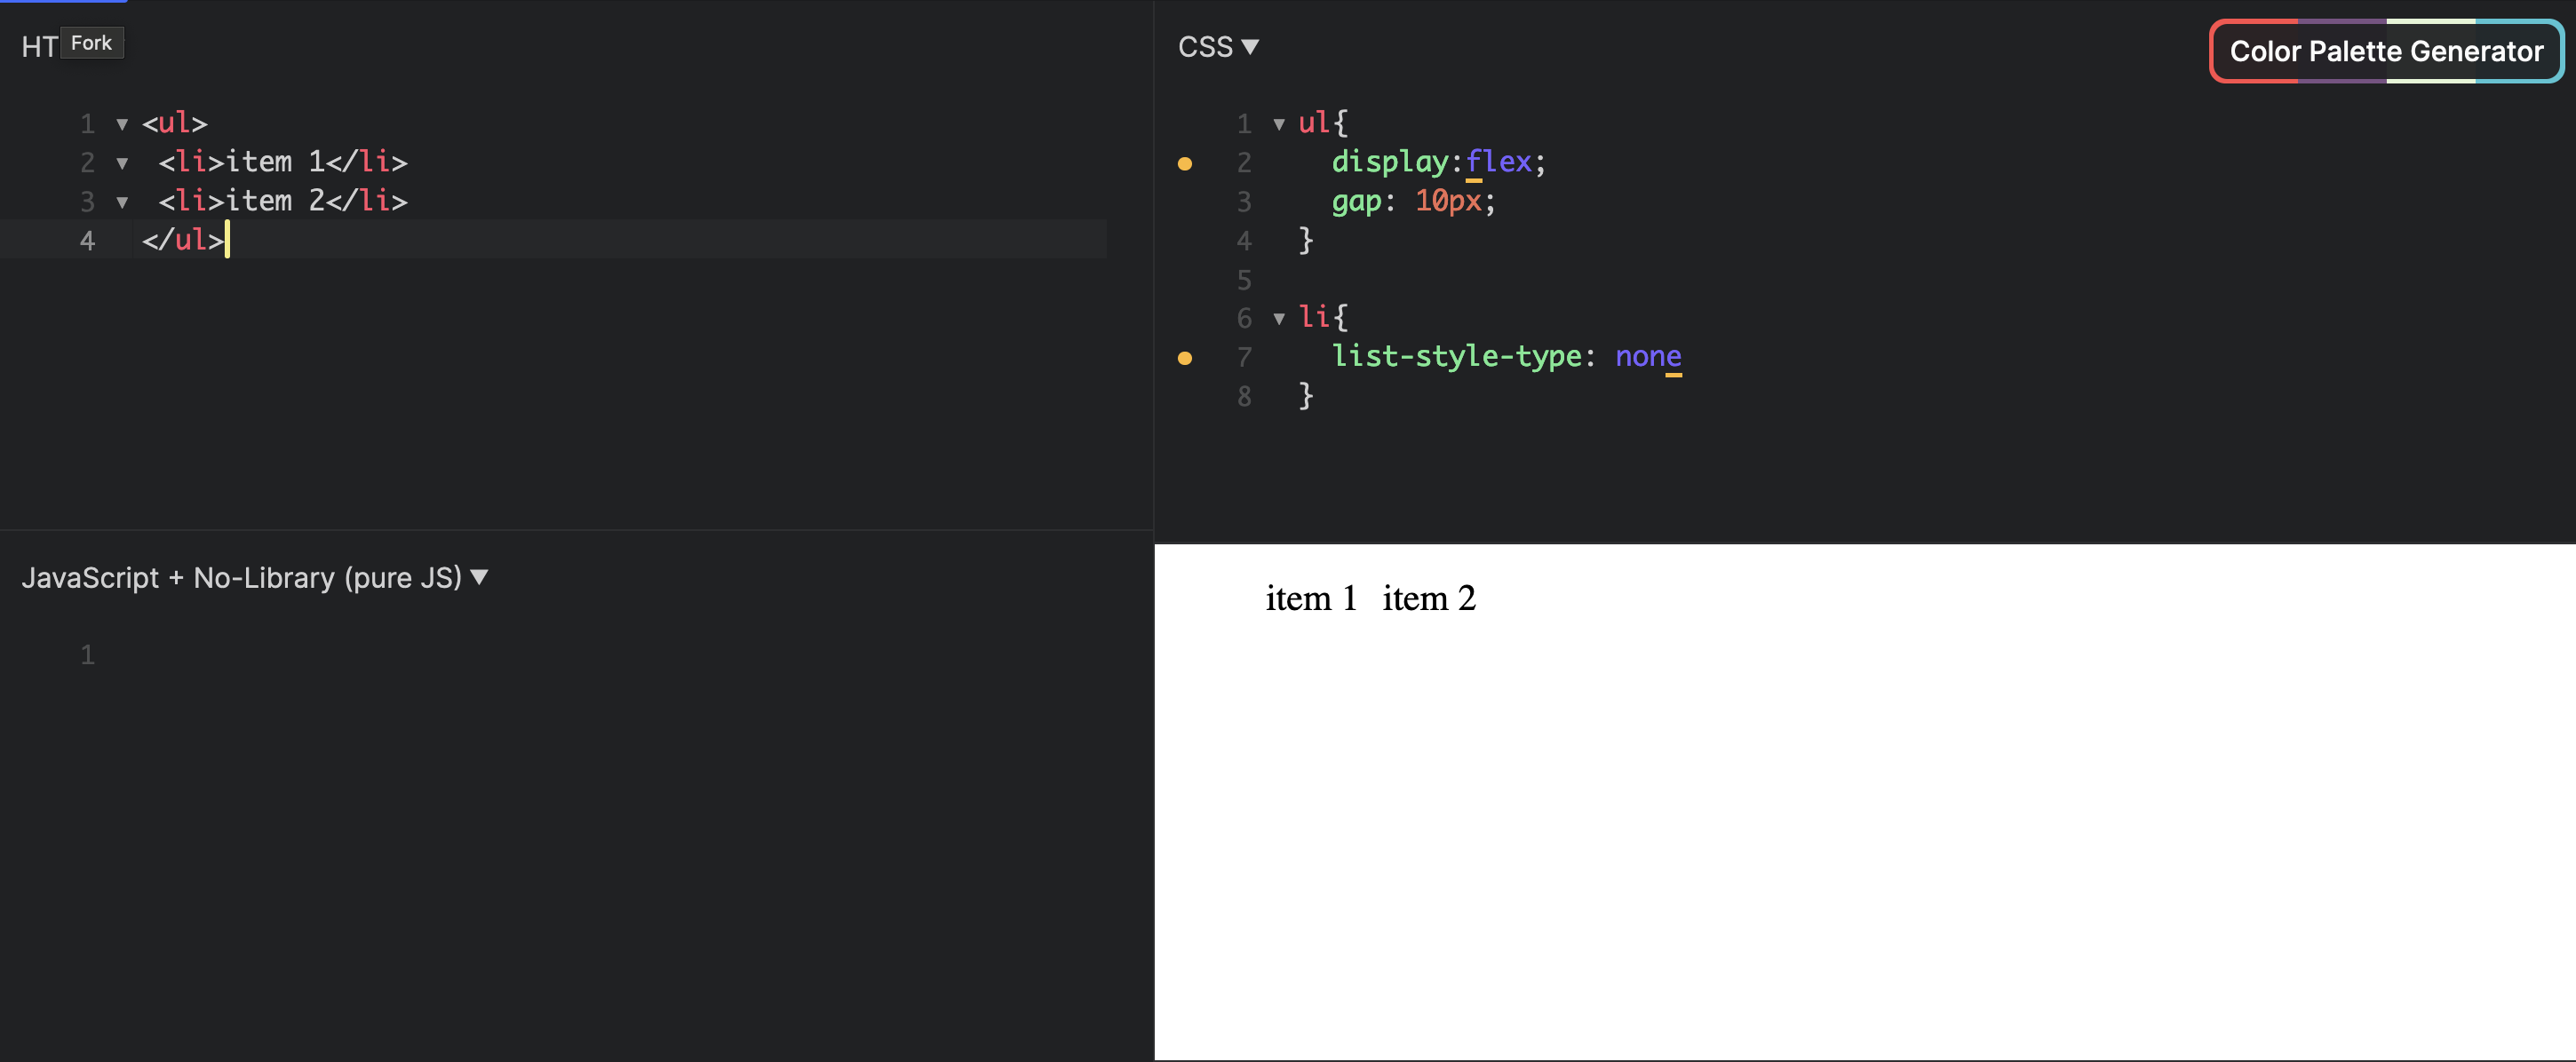 HT
Fork
1 ▼ <ul>
2 ▼  <li>item 1</li>
3 ▼  <li>item 2</li>
4 </ul>
CSS ▼
Color Palette Generator
1 ▼ ul{
2   display:flex;
3   gap: 10px;
4 }
5
6 ▼ li{
7   list-style-type: none
8 }
JavaScript + No-Library (pure JS) ▼
1
item 1 item 2